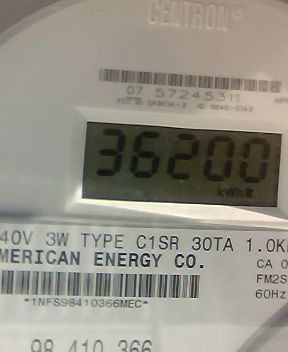 CENTRON®
07 57245311
36200
kWh
40V 3W TYPE C1SR 30TA 1.0K
MERICAN ENERGY CO.
CA 0
FM2S
60Hz
*1NFS98410366MEC*
98 410 366